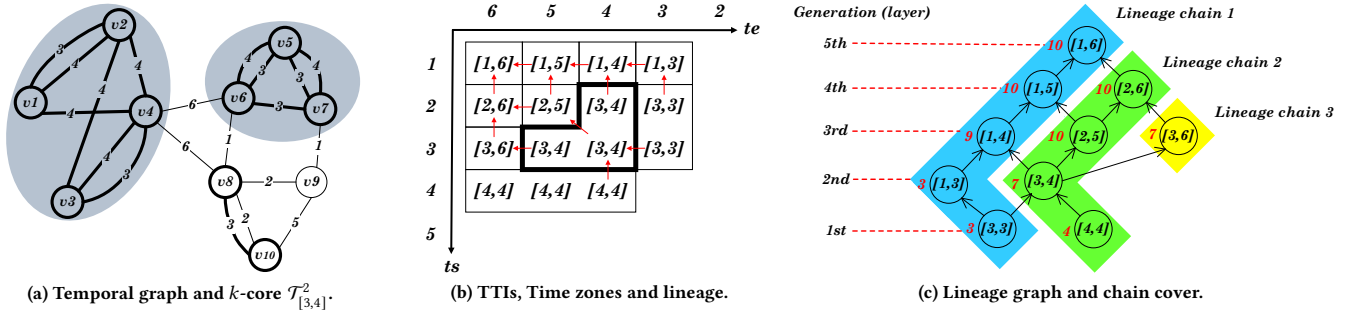 v2
3
4
v1
4
4
4
v4
4
3
v3
v5
4
3
3
4
v6
3
v7
6
6
1
1
v8
2
v9
3
2
5
v10
(a) Temporal graph and k-core 𝒯²[3,4].
6 5 4 3 2
te
1 [1,6] [1,5] [1,4] [1,3]
2 [2,6] [2,5] [3,4] [3,3]
3 [3,6] [3,4] [3,4] [3,3]
4 [4,4] [4,4] [4,4]
5
ts
(b) TTIs, Time zones and lineage.
Generation (layer)
Lineage chain 1
5th 10 [1,6]
Lineage chain 2
4th 10 [1,5] 10 [2,6]
Lineage chain 3
3rd 9 [1,4] 10 [2,5] 7 [3,6]
2nd 3 [1,3] 7 [3,4]
1st 3 [3,3] 4 [4,4]
(c) Lineage graph and chain cover.